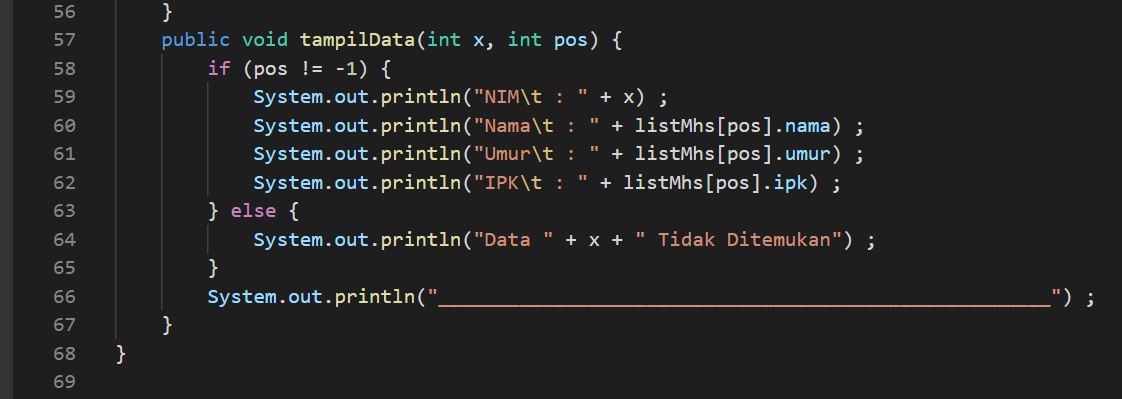 56 }
57 public void tampilData(int x, int pos) {
58 if (pos != -1) {
59 System.out.println("NIM\t : " + x) ;
60 System.out.println("Nama\t : " + listMhs[pos].nama) ;
61 System.out.println("Umur\t : " + listMhs[pos].umur) ;
62 System.out.println("IPK\t : " + listMhs[pos].ipk) ;
63 } else {
64 System.out.println("Data " + x + " Tidak Ditemukan") ;
65 }
66 System.out.println("_____________________________________________________") ;
67 }
68 }
69